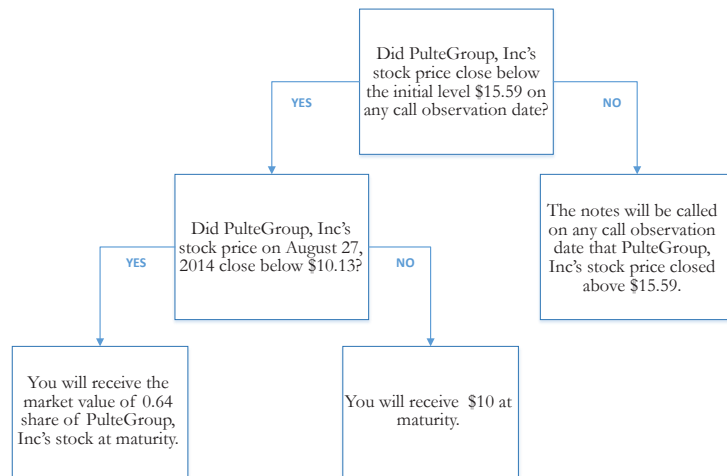 Did PulteGroup, Inc's
stock price close below
the initial level $15.59 on
any call observation date?
YES
NO
Did PulteGroup, Inc's
stock price on August 27,
2014 close below $10.13?
The notes will be called
on any call observation
date that PulteGroup,
Inc's stock price closed
above $15.59.
YES
NO
You will receive the
market value of 0.64
share of PulteGroup,
Inc's stock at maturity.
You will receive $10 at
maturity.